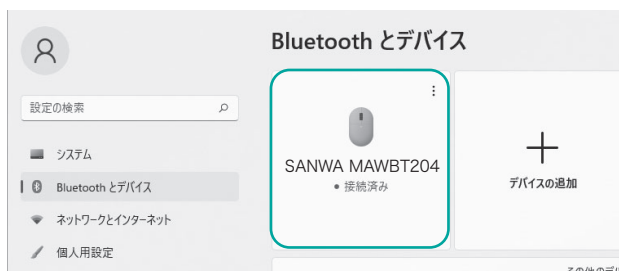 Bluetooth とデバイス
設定の検索
システム
Bluetooth とデバイス
ネットワークとインターネット
個人用設定
SANWA MAWBT204
接続済み
デバイスの追加